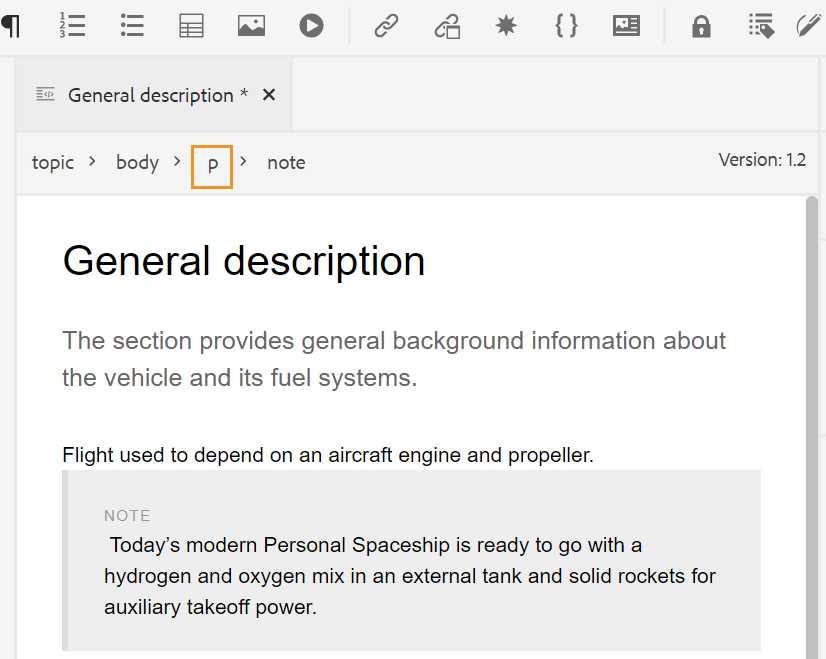 General description *
topic > body > p > note
Version: 1.2
General description
The section provides general background information about
the vehicle and its fuel systems.
Flight used to depend on an aircraft engine and propeller.
NOTE
Today’s modern Personal Spaceship is ready to go with a
hydrogen and oxygen mix in an external tank and solid rockets for
auxiliary takeoff power.